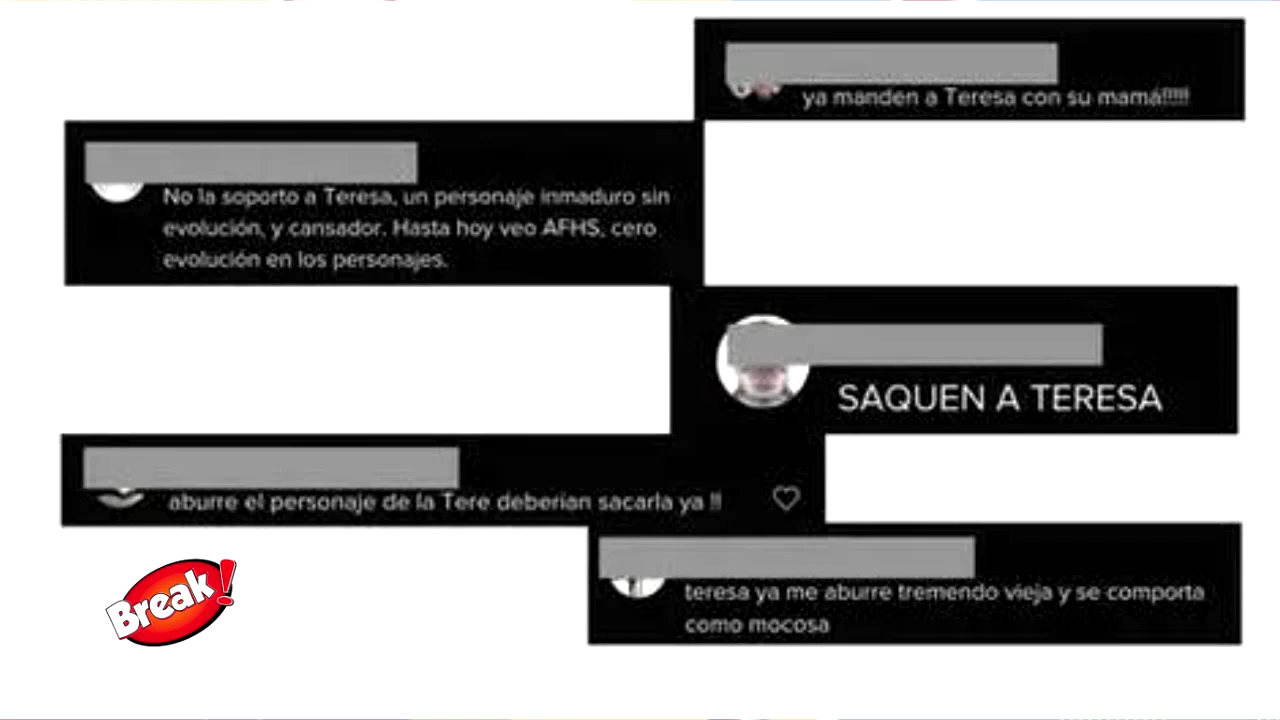 ya manden a Teresa con su mamá!!!!!
No la soporto a Teresa, un personaje inmaduro sin
evolución, y cansador. Hasta hoy veo AFHS, cero
evolución en los personajes.
SAQUEN A TERESA
aburre el personaje de la Tere deberian sacarla ya !!
Break!
teresa ya me aburre tremendo vieja y se comporta
como mocosa